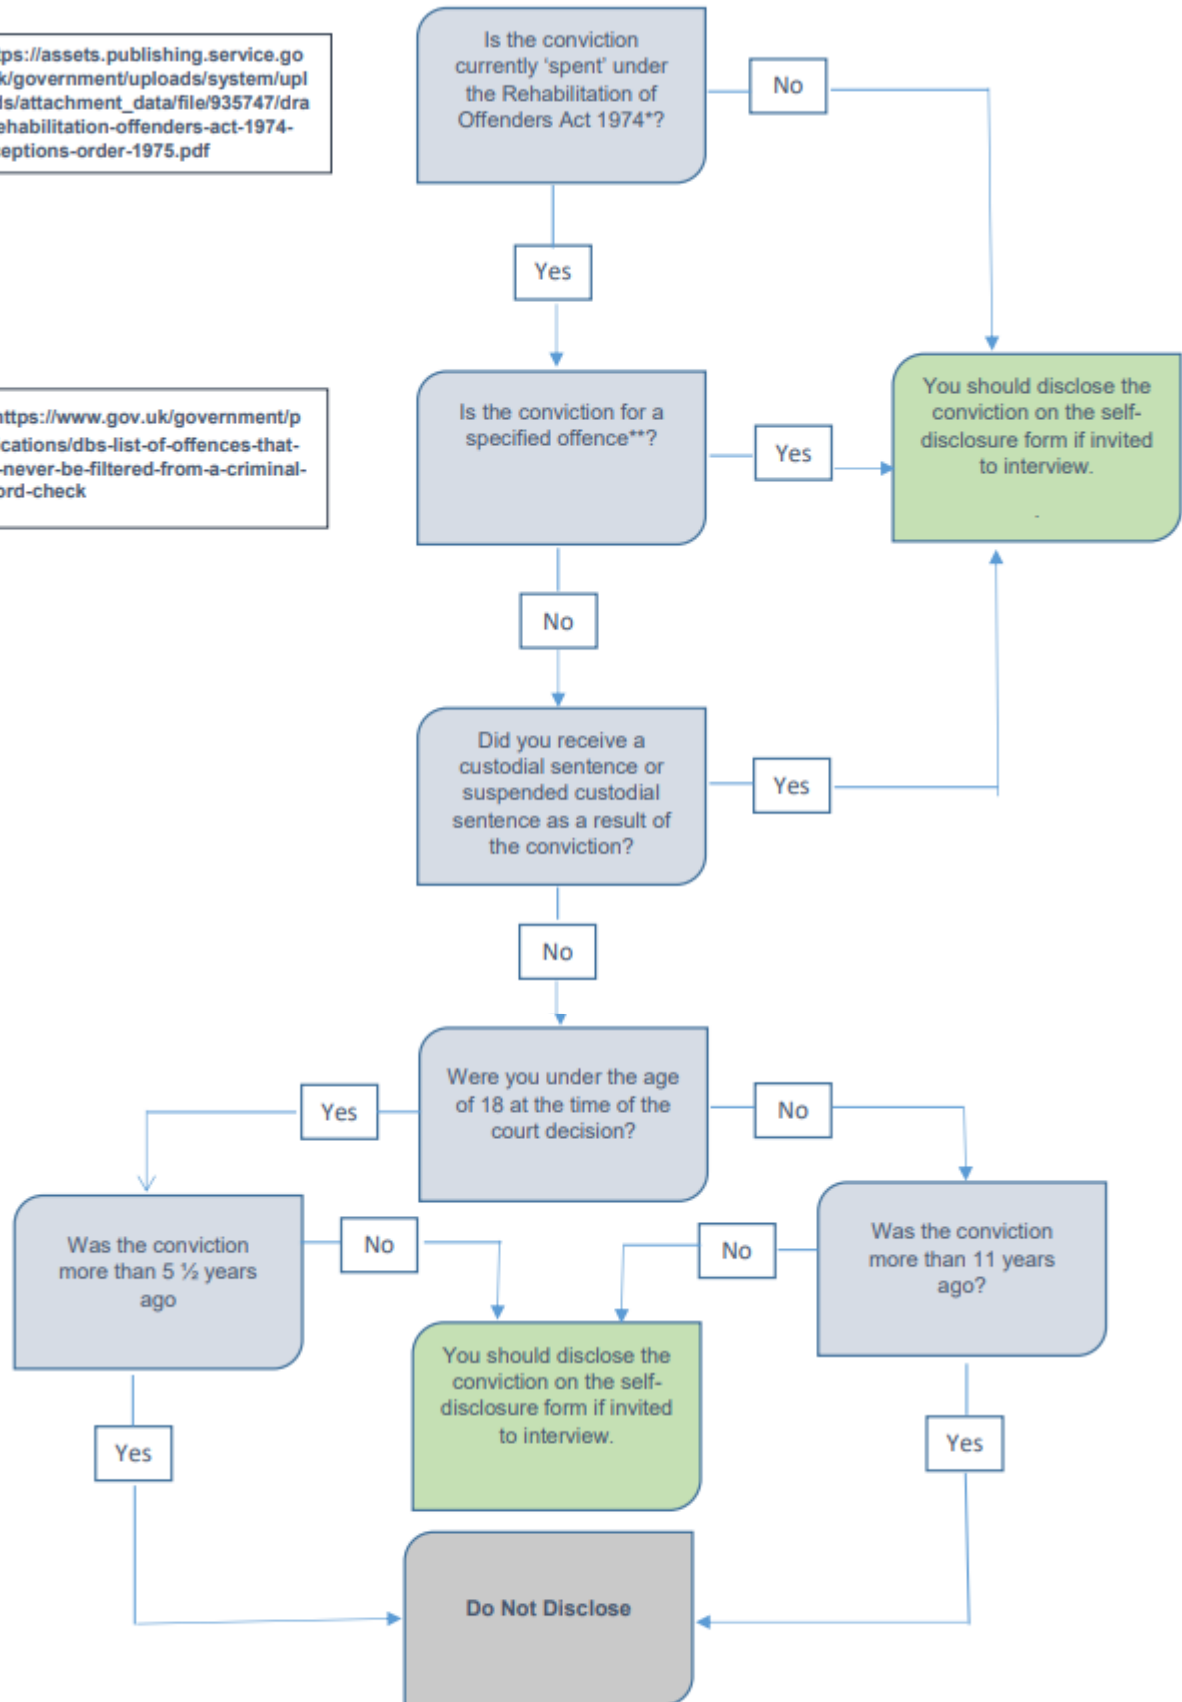 Is the conviction
currently ‘spent’ under
the Rehabilitation of
Offenders Act 1974*?
No
tps://assets.publishing.service.go
k/government/uploads/system/upl
ds/attachment_data/file/935747/dra
ehabilitation-offenders-act-1974-
ceptions-order-1975.pdf
Yes
Is the conviction for a
specified offence**?
Yes
You should disclose the
conviction on the self-
disclosure form if invited
to interview.
.
https://www.gov.uk/government/p
ications/dbs-list-of-offences-that-
-never-be-filtered-from-a-criminal-
ord-check
No
Did you receive a
custodial sentence or
suspended custodial
sentence as a result of
the conviction?
Yes
No
Were you under the age
of 18 at the time of the
court decision?
Yes
No
Was the conviction
more than 5 ½ years
ago
No
No
Was the conviction
more than 11 years
ago?
You should disclose the
conviction on the self-
disclosure form if invited
to interview.
Yes
Yes
Do Not Disclose